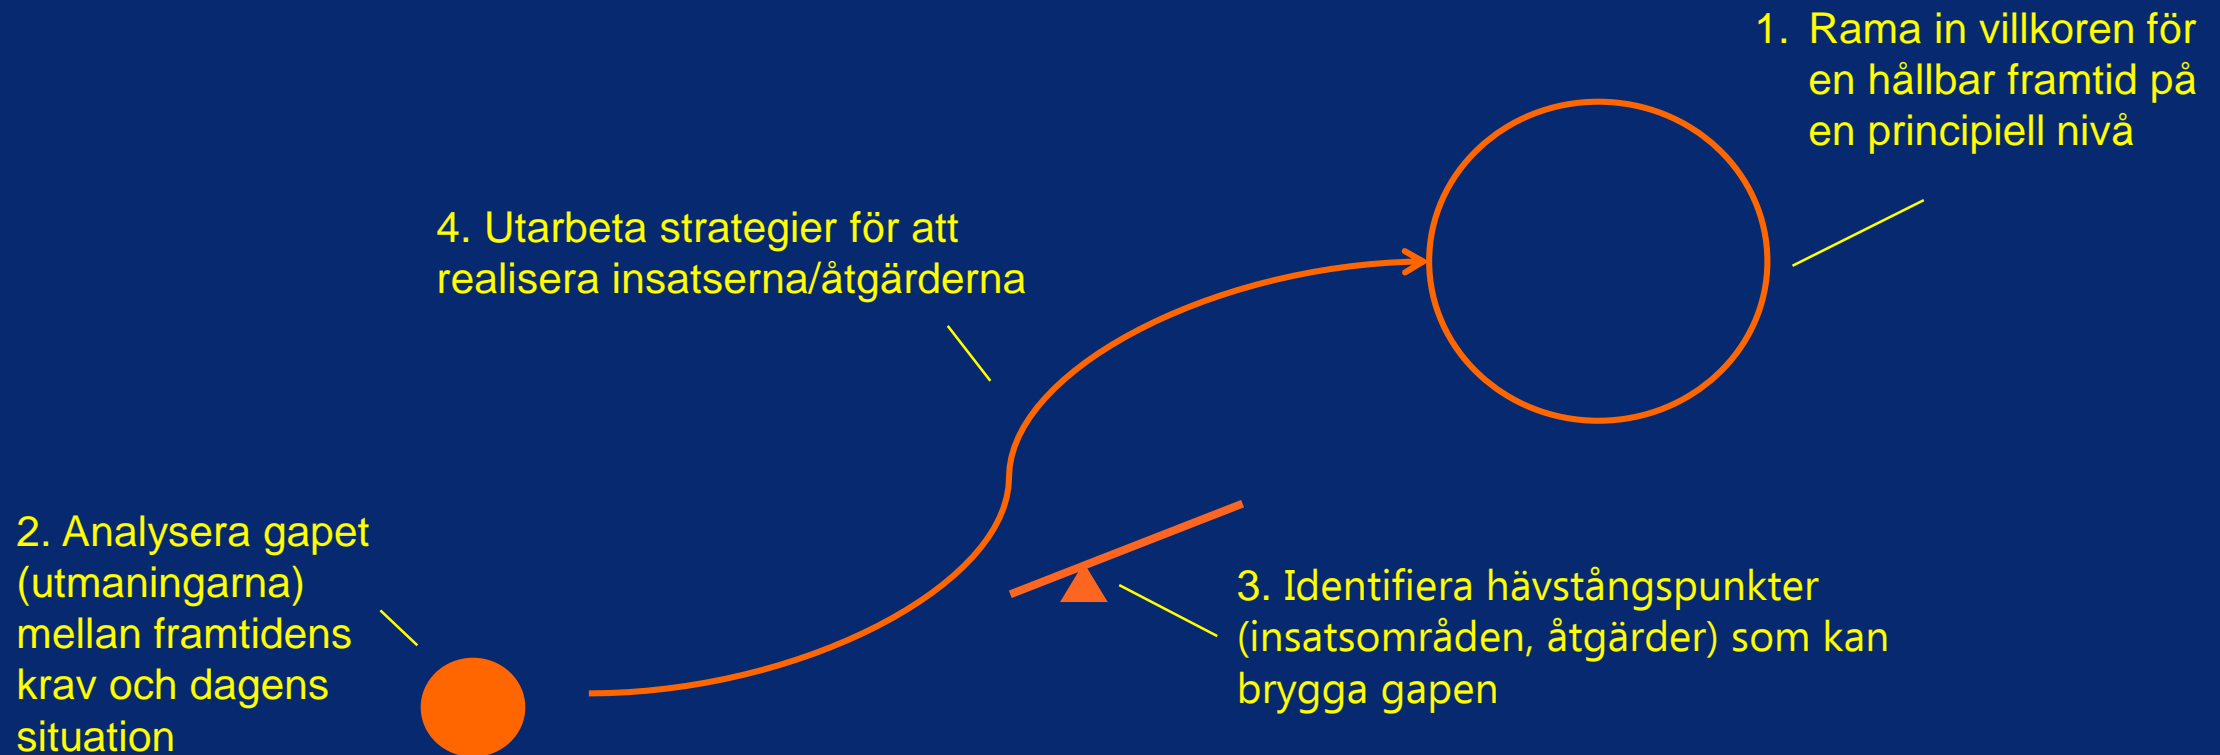 1. Rama in villkoren för
en hållbar framtid på
en principiell nivå
2. Analysera gapet
(utmaningarna)
mellan framtidens
krav och dagens
situation
3. Identifiera hävstångspunkter
(insatsområden, åtgärder) som kan
brygga gapen
4. Utarbeta strategier för att
realisera insatserna/åtgärderna